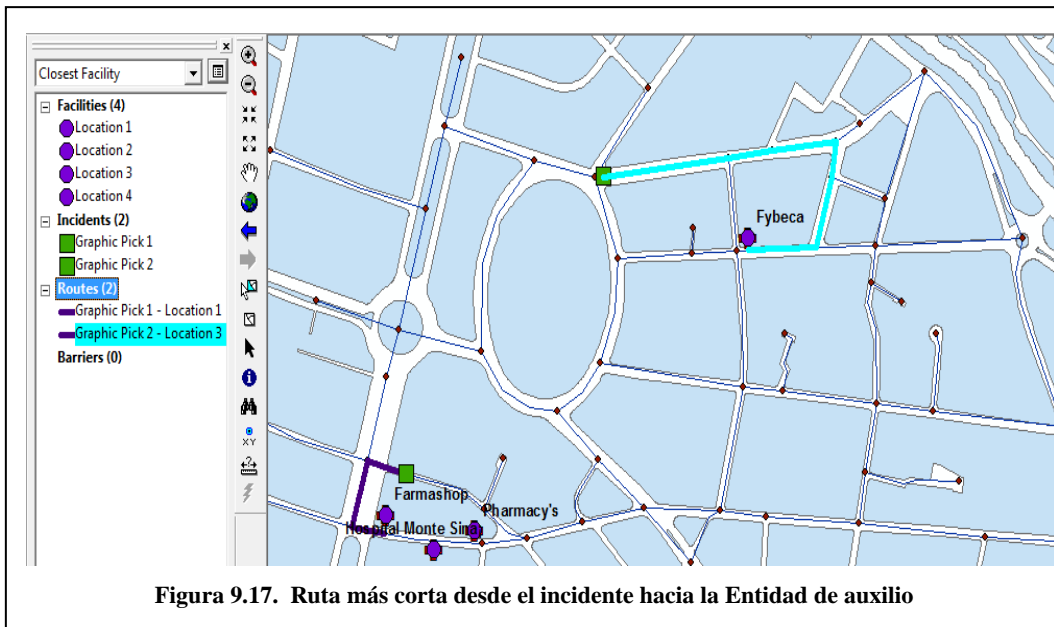 Closest Facility
Facilities (4)
Location 1
Location 2
Location 3
Location 4
Incidents (2)
Graphic Pick 1
Graphic Pick 2
Routes (2)
Graphic Pick 1 - Location 1
Graphic Pick 2 - Location 3
Barriers (0)
XY
Fybeca
Farmashop
Pharmacy's
Hospital Monte Sinai
Figura 9.17. Ruta más corta desde el incidente hacia la Entidad de auxilio